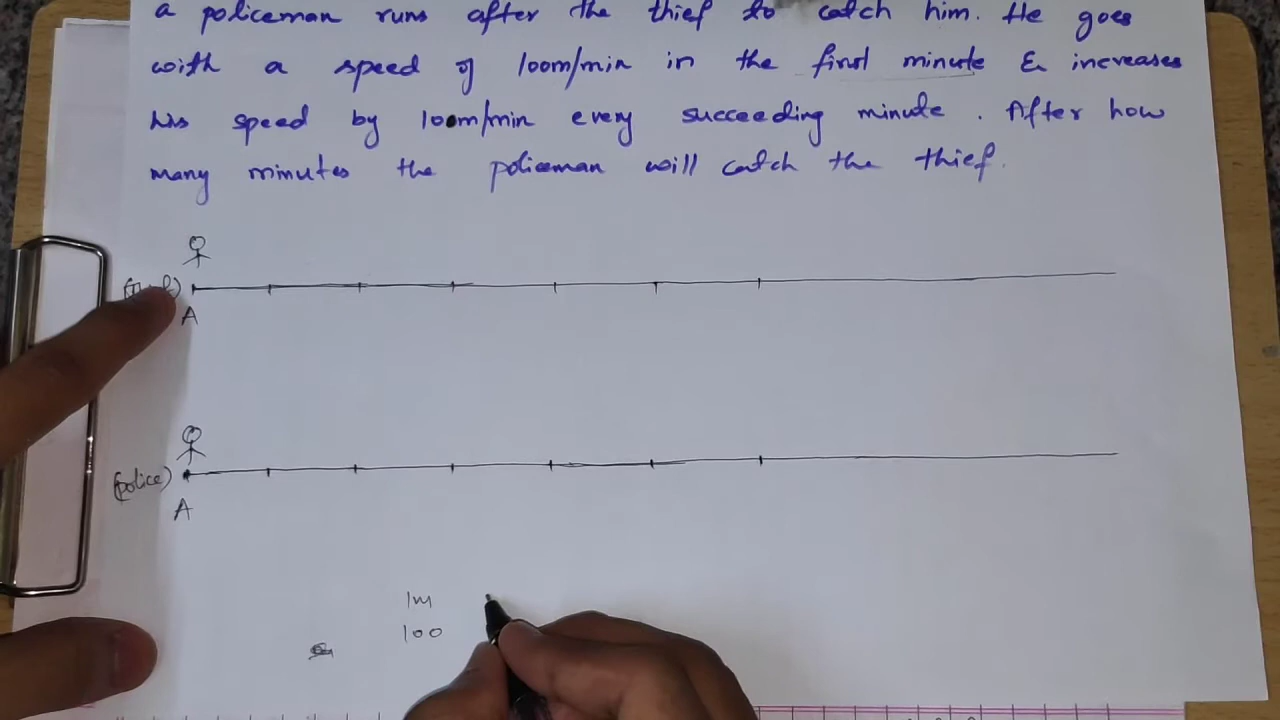 a policeman runs after the thief to catch him. He goes
with a speed of 100m/min in the first minute & increases
his speed by 100m/min every succeeding minute. After how
many minutes the policeman will catch the thief.
A
(police)
A
1m
100